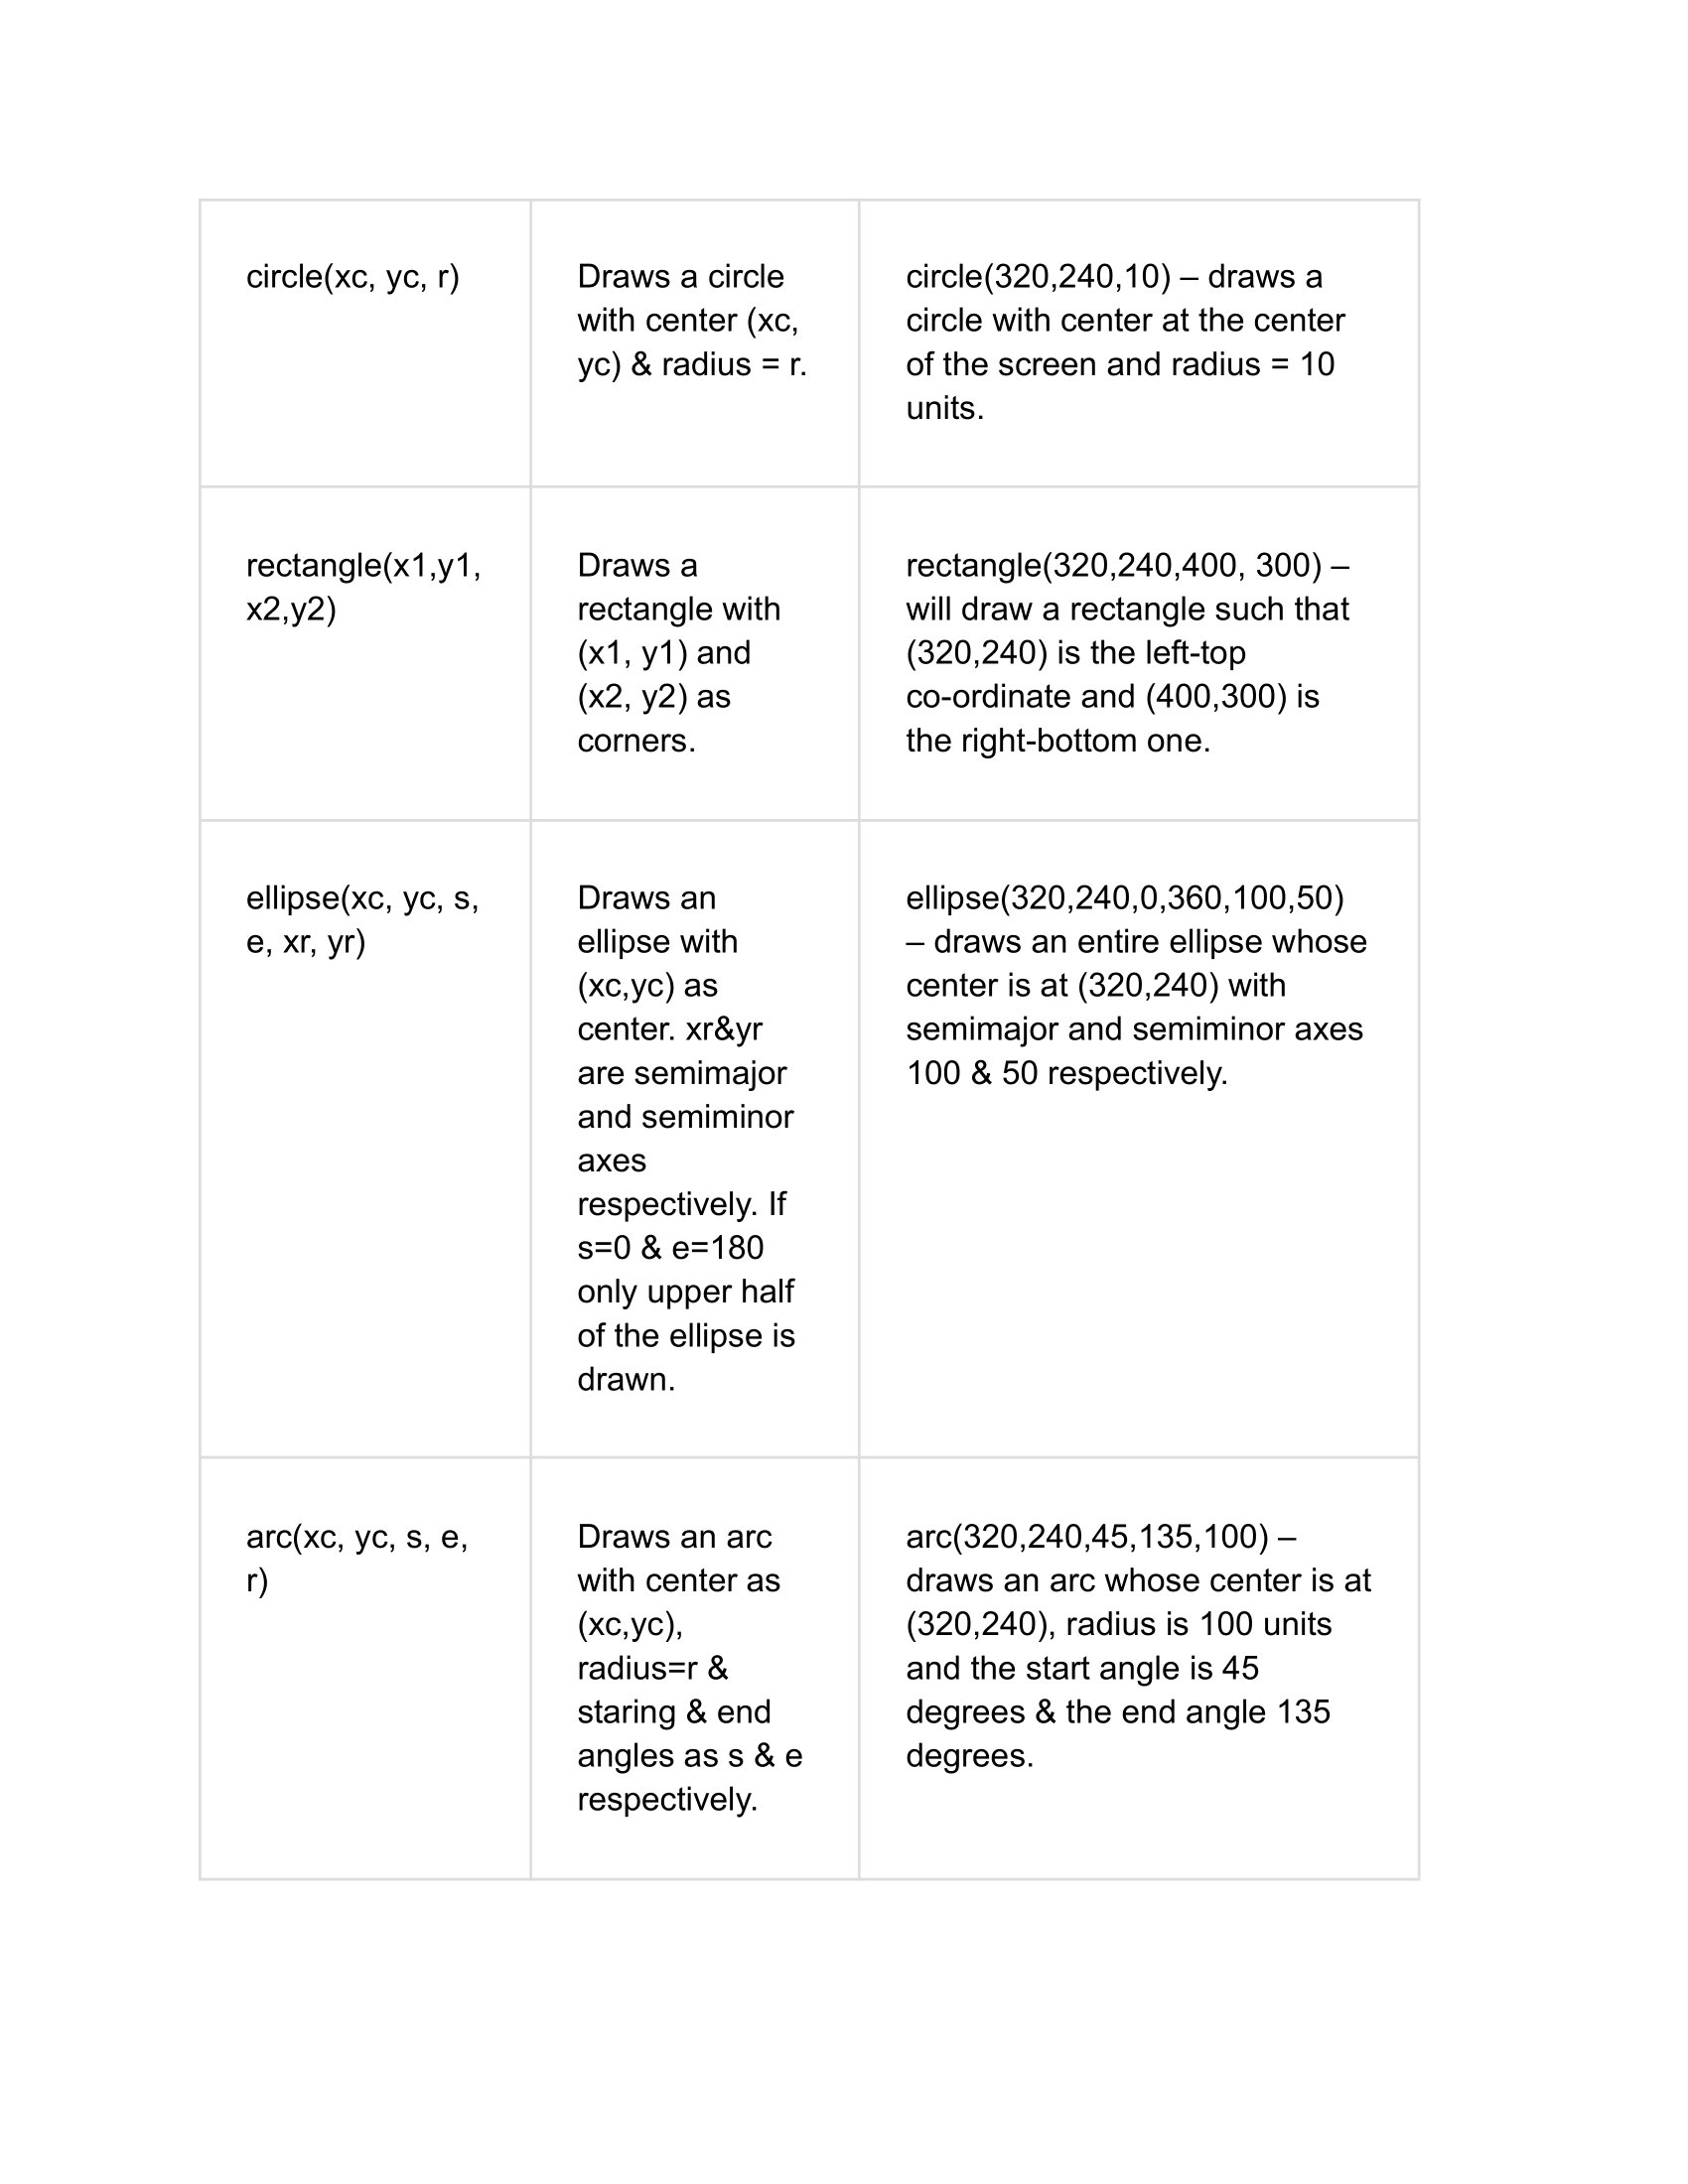 circle(xc, yc, r)
Draws a circle
with center (xc,
yc) & radius = r.
circle(320,240,10) – draws a
circle with center at the center
of the screen and radius = 10
units.
rectangle(x1,y1,
x2,y2)
Draws a
rectangle with
(x1, y1) and
(x2, y2) as
corners.
rectangle(320,240,400, 300) –
will draw a rectangle such that
(320,240) is the left-top
co-ordinate and (400,300) is
the right-bottom one.
ellipse(xc, yc, s,
e, xr, yr)
Draws an
ellipse with
(xc,yc) as
center. xr&yr
are semimajor
and semiminor
axes
respectively. If
s=0 & e=180
only upper half
of the ellipse is
drawn.
ellipse(320,240,0,360,100,50)
– draws an entire ellipse whose
center is at (320,240) with
semimajor and semiminor axes
100 & 50 respectively.
arc(xc, yc, s, e,
r)
Draws an arc
with center as
(xc,yc),
radius=r &
staring & end
angles as s & e
respectively.
arc(320,240,45,135,100) –
draws an arc whose center is at
(320,240), radius is 100 units
and the start angle is 45
degrees & the end angle 135
degrees.